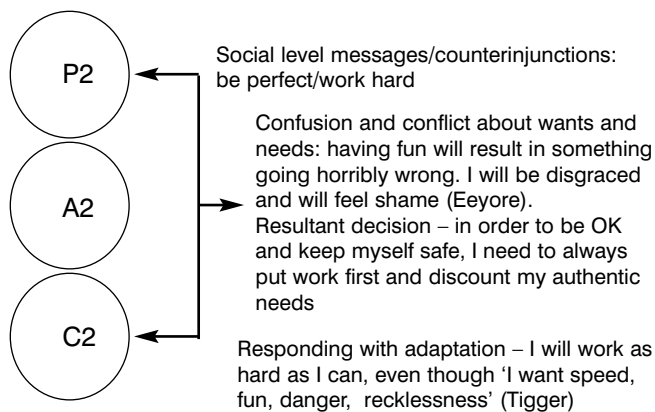 P2
Social level messages/counterinjunctions:
be perfect/work hard
Confusion and conflict about wants and
needs: having fun will result in something
going horribly wrong. I will be disgraced
and will feel shame (Eeyore).
Resultant decision – in order to be OK
and keep myself safe, I need to always
put work first and discount my authentic
needs
A2
C2
Responding with adaptation – I will work as
hard as I can, even though ‘I want speed,
fun, danger, recklessness’ (Tigger)